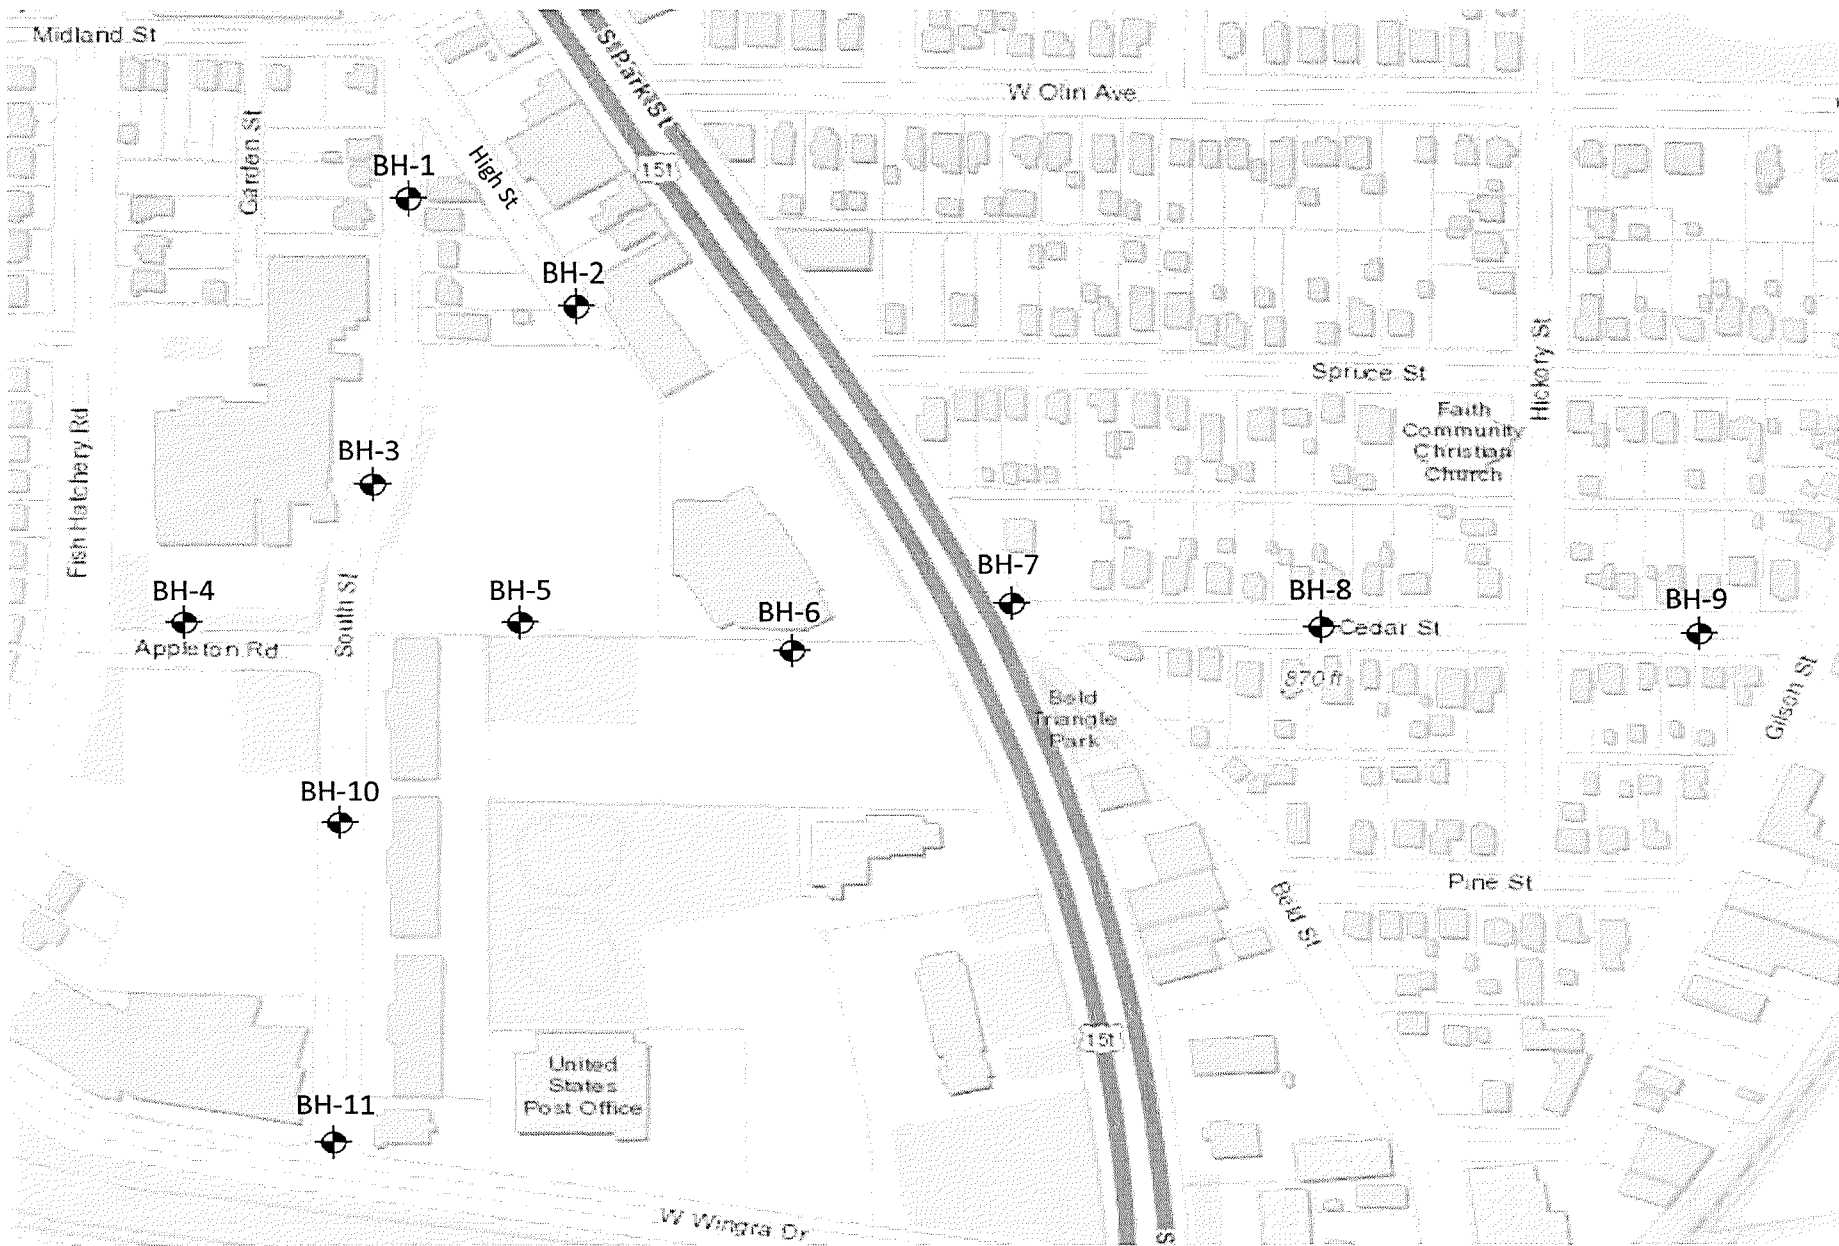 Midland St
S Park St
W Olin Ave
Garden St
BH-1
High St
151
BH-2
Spruce St
Hickory St
Fish Hatchery Rd
Faith
Community
Christian
Church
BH-3
BH-7
BH-4
BH-5
BH-6
BH-8
BH-9
South St
Appleton Rd
Cedar St
870 ft
Gilson St
Beld
Triangle
Park
BH-10
Pine St
Beld St
151
United
States
Post Office
BH-11
W Wingra Dr
S